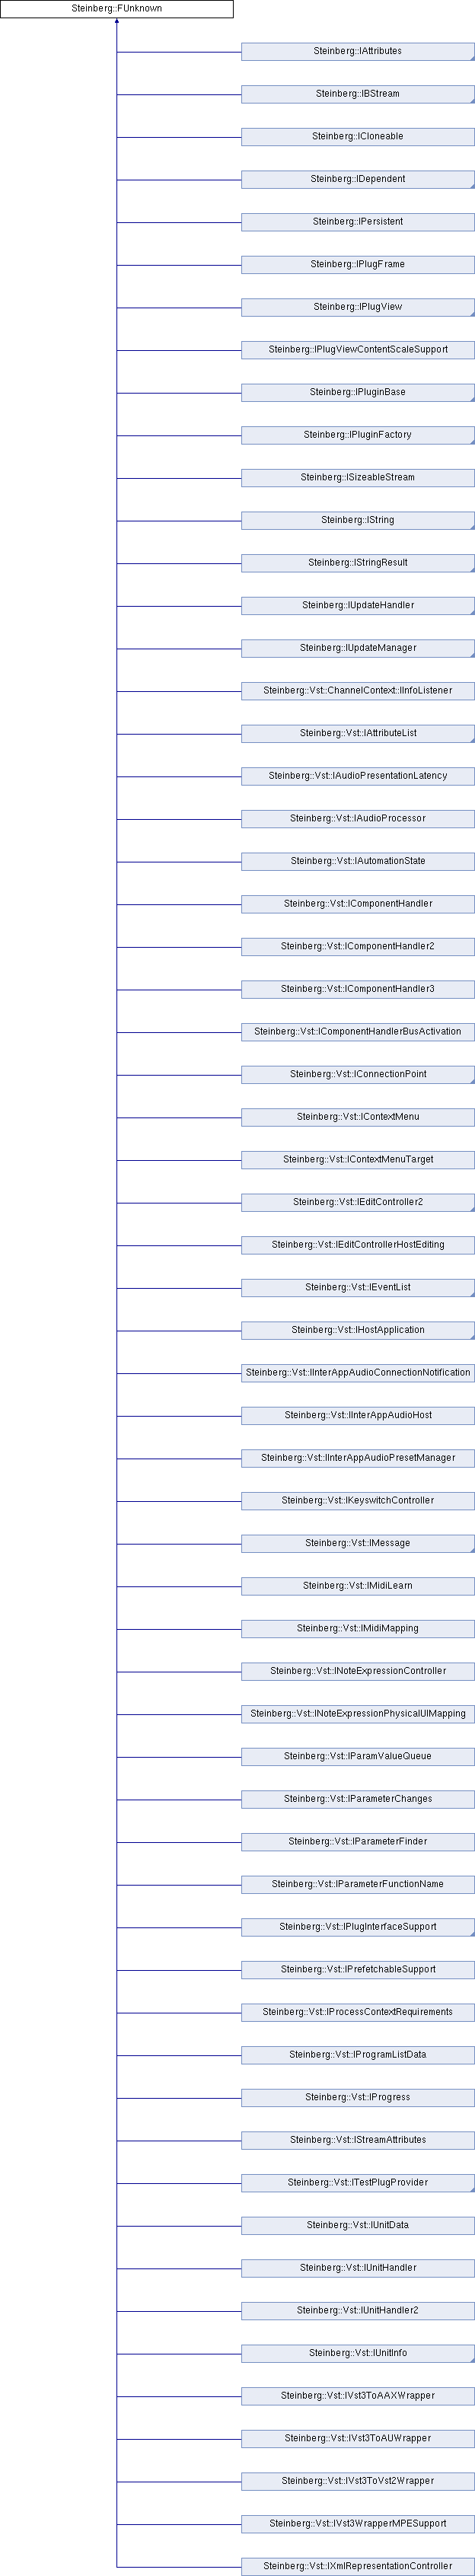 Steinberg::FUnknown
Steinberg::IAttributes
Steinberg::IBStream
Steinberg::ICloneable
Steinberg::IDependent
Steinberg::IPersistent
Steinberg::IPlugFrame
Steinberg::IPlugView
Steinberg::IPlugViewContentScaleSupport
Steinberg::IPluginBase
Steinberg::IPluginFactory
Steinberg::ISizeableStream
Steinberg::IString
Steinberg::IStringResult
Steinberg::IUpdateHandler
Steinberg::IUpdateManager
Steinberg::Vst::ChannelContext::IInfoListener
Steinberg::Vst::IAttributeList
Steinberg::Vst::IAudioPresentationLatency
Steinberg::Vst::IAudioProcessor
Steinberg::Vst::IAutomationState
Steinberg::Vst::IComponentHandler
Steinberg::Vst::IComponentHandler2
Steinberg::Vst::IComponentHandler3
Steinberg::Vst::IComponentHandlerBusActivation
Steinberg::Vst::IConnectionPoint
Steinberg::Vst::IContextMenu
Steinberg::Vst::IContextMenuTarget
Steinberg::Vst::IEditController2
Steinberg::Vst::IEditControllerHostEditing
Steinberg::Vst::IEventList
Steinberg::Vst::IHostApplication
Steinberg::Vst::IInterAppAudioConnectionNotification
Steinberg::Vst::IInterAppAudioHost
Steinberg::Vst::IInterAppAudioPresetManager
Steinberg::Vst::IKeyswitchController
Steinberg::Vst::IMessage
Steinberg::Vst::IMidiLearn
Steinberg::Vst::IMidiMapping
Steinberg::Vst::INoteExpressionController
Steinberg::Vst::INoteExpressionPhysicalUIMapping
Steinberg::Vst::IParamValueQueue
Steinberg::Vst::IParameterChanges
Steinberg::Vst::IParameterFinder
Steinberg::Vst::IParameterFunctionName
Steinberg::Vst::IPlugInterfaceSupport
Steinberg::Vst::IPrefetchableSupport
Steinberg::Vst::IProcessContextRequirements
Steinberg::Vst::IProgramListData
Steinberg::Vst::IProgress
Steinberg::Vst::IStreamAttributes
Steinberg::Vst::ITestPlugProvider
Steinberg::Vst::IUnitData
Steinberg::Vst::IUnitHandler
Steinberg::Vst::IUnitHandler2
Steinberg::Vst::IUnitInfo
Steinberg::Vst::IVst3ToAAXWrapper
Steinberg::Vst::IVst3ToAUWrapper
Steinberg::Vst::IVst3ToVst2Wrapper
Steinberg::Vst::IVst3WrapperMPESupport
Steinberg::Vst::IXmlRepresentationController